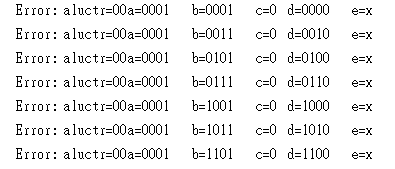 Error: aluctr=00a=0001 b=0001 c=0 d=0000 e=x
Error: aluctr=00a=0001 b=0011 c=0 d=0010 e=x
Error: aluctr=00a=0001 b=0101 c=0 d=0100 e=x
Error: aluctr=00a=0001 b=0111 c=0 d=0110 e=x
Error: aluctr=00a=0001 b=1001 c=0 d=1000 e=x
Error: aluctr=00a=0001 b=1011 c=0 d=1010 e=x
Error: aluctr=00a=0001 b=1101 c=0 d=1100 e=x